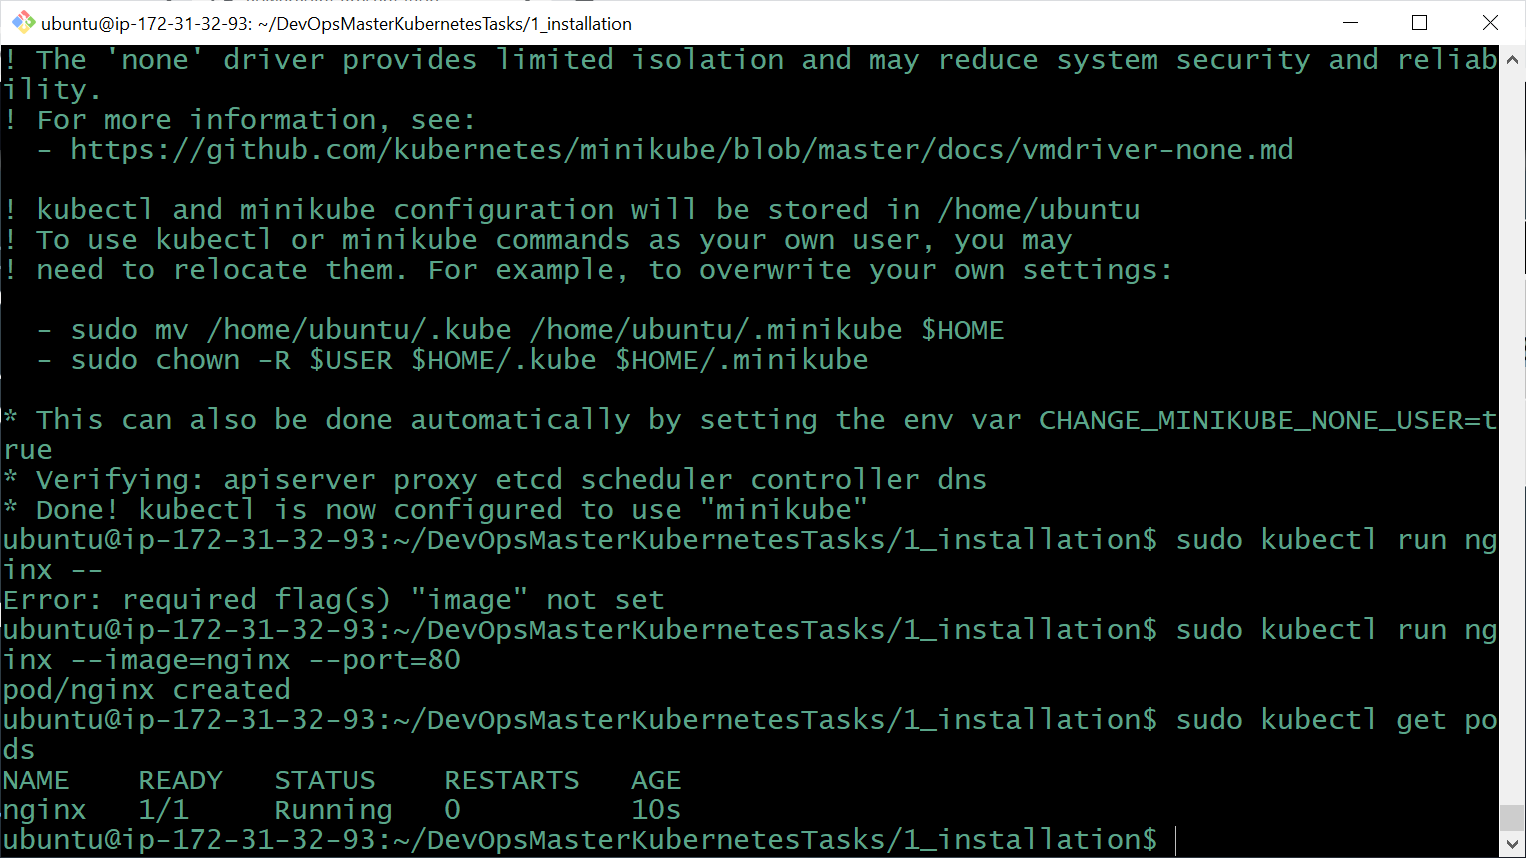 ubuntu@ip-172-31-32-93: ~/DevOpsMasterKubernetesTasks/1_installation
! The 'none' driver provides limited isolation and may reduce system security and reliab
ility.
! For more information, see:
  - https://github.com/kubernetes/minikube/blob/master/docs/vmdriver-none.md
! kubectl and minikube configuration will be stored in /home/ubuntu
! To use kubectl or minikube commands as your own user, you may
! need to relocate them. For example, to overwrite your own settings:
  - sudo mv /home/ubuntu/.kube /home/ubuntu/.minikube $HOME
  - sudo chown -R $USER $HOME/.kube $HOME/.minikube
* This can also be done automatically by setting the env var CHANGE_MINIKUBE_NONE_USER=t
rue
* Verifying: apiserver proxy etcd scheduler controller dns
* Done! kubectl is now configured to use "minikube"
ubuntu@ip-172-31-32-93:~/DevOpsMasterKubernetesTasks/1_installation$ sudo kubectl run ng
inx --
Error: required flag(s) "image" not set
ubuntu@ip-172-31-32-93:~/DevOpsMasterKubernetesTasks/1_installation$ sudo kubectl run ng
inx --image=nginx --port=80
pod/nginx created
ubuntu@ip-172-31-32-93:~/DevOpsMasterKubernetesTasks/1_installation$ sudo kubectl get po
ds
NAME    READY   STATUS    RESTARTS   AGE
nginx   1/1     Running   0          10s
ubuntu@ip-172-31-32-93:~/DevOpsMasterKubernetesTasks/1_installation$